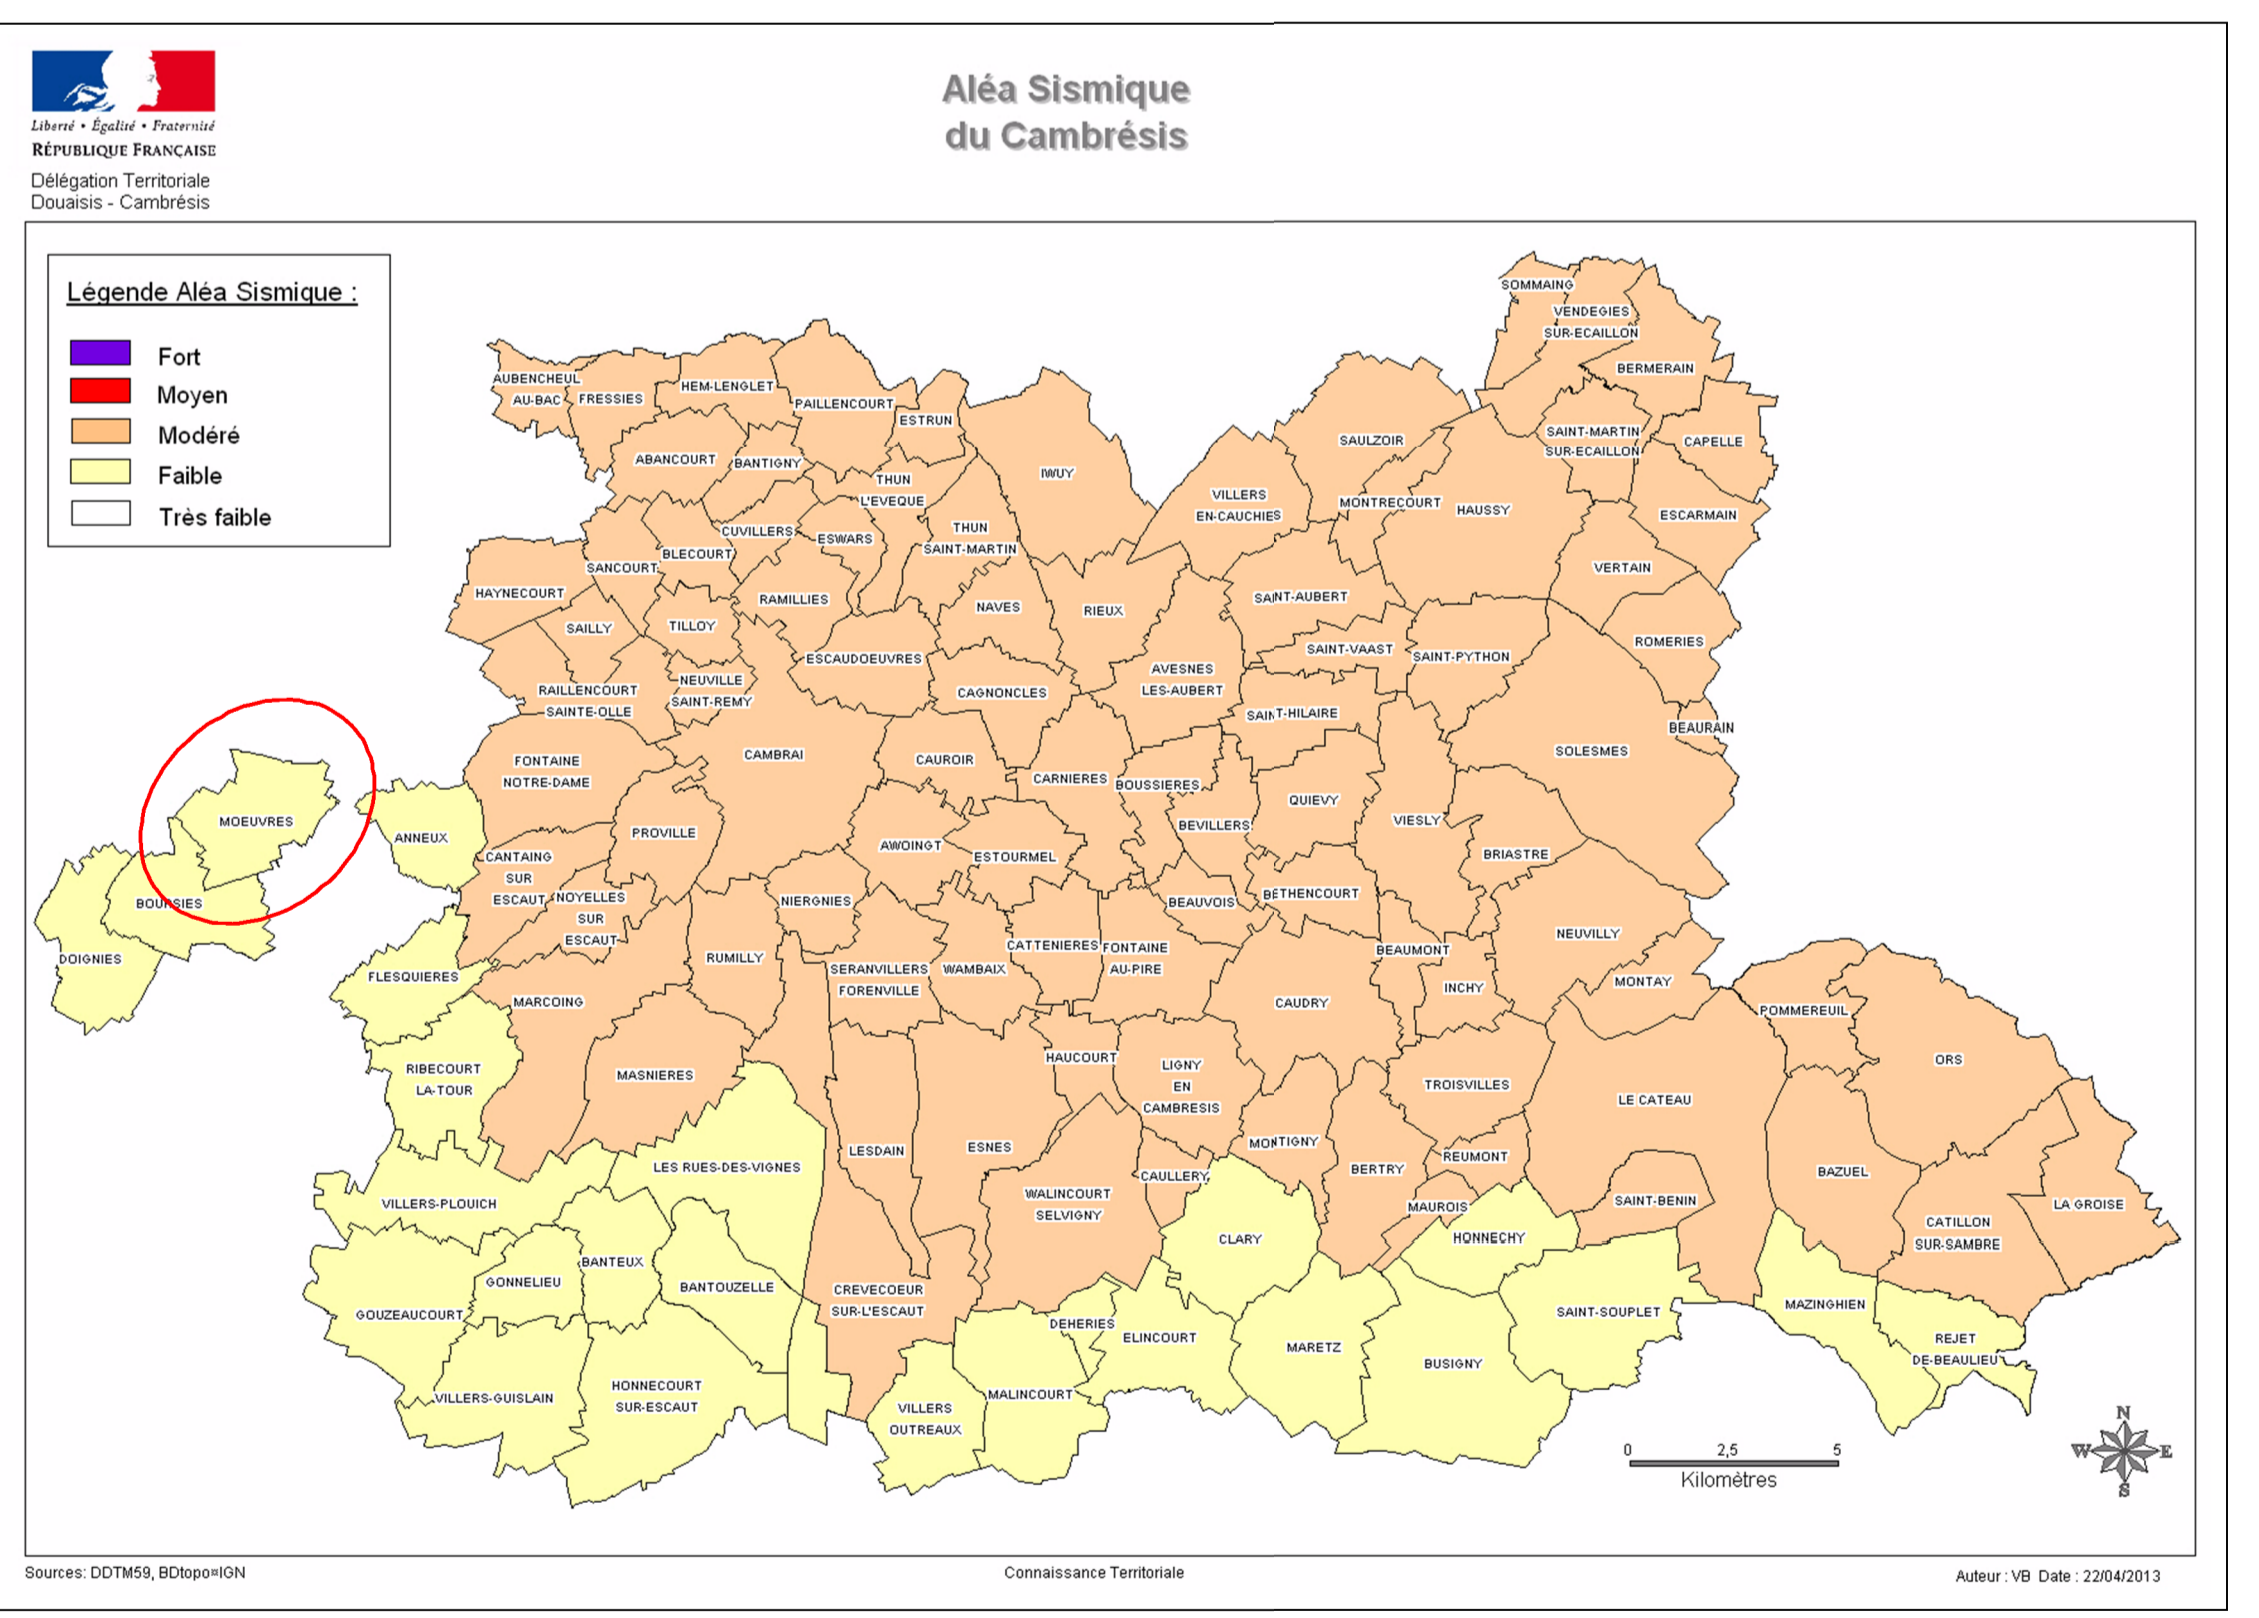 Aléa Sismique
du Cambrésis
Liberté • Égalité • Fraternité
RÉPUBLIQUE FRANÇAISE
Délégation Territoriale
Douaisis - Cambrésis
Légende Aléa Sismique :
Fort
Moyen
Modéré
Faible
Très faible
SOMMAING
VENDEGIES
SUR-ECAILLON
BERMERAIN
AUBENCHEUL
AU-BAC
FRESSIES
HEM-LENGLET
PAILLENCOURT
ESTRUN
ABANCOURT
BANTIGNY
THUN
L'EVEQUE
IWUY
SAULZOIR
SAINT-MARTIN
SUR-ECAILLON
CAPELLE
VILLERS
EN-CAUCHIES
MONTRECOURT
HAUSSY
ESCARMAIN
CUVILLERS
ESWARS
THUN
SAINT-MARTIN
BLECOURT
SANCOURT
VERTAIN
HAYNECOURT
RAMILLIES
NAVES
RIEUX
SAINT-AUBERT
SAILLY
TILLOY
ROMERIES
ESCAUDOEUVRES
SAINT-VAAST
SAINT-PYTHON
NEUVILLE
SAINT-REMY
RAILLENCOURT
SAINTE-OLLE
CAGNONCLES
AVESNES
LES-AUBERT
SAINT-HILAIRE
BEAURAIN
SOLESMES
FONTAINE
NOTRE-DAME
CAMBRAI
CAUROIR
CARNIERES
BOUSSIERES
QUIEVY
VIESLY
MOEUVRES
ANNEUX
PROVILLE
BEVILLERS
AWOINGT
ESTOURMEL
BRIASTRE
CANTAING
SUR
ESCAUT
NOYELLES
SUR
ESCAUT
BOURSIES
NIERGNIES
BEAUVOIS
BETHENCOURT
DOIGNIES
FLESQUIERES
RUMILLY
SERANVILLERS
FORENVILLE
WAMBAIX
CATTENIERES
FONTAINE
AU-PIRE
BEAUMONT
NEUVILLY
INCHY
MONTAY
MARCOING
CAUDRY
POMMEREUIL
RIBECOURT
LA-TOUR
MASNIERES
HAUCOURT
LIGNY
EN
CAMBRESIS
TROISVILLES
LE CATEAU
ORS
LES RUES-DES-VIGNES
LESDAIN
ESNES
MONTIGNY
BERTRY
REUMONT
BAZUEL
CAULLERY
WALINCOURT
SELVIGNY
VILLERS-PLOUICH
MAUROIS
SAINT-BENIN
LA GROISE
CATILLON
SUR-SAMBRE
CLARY
HONNECHY
BANTEUX
GONNELIEU
BANTOUZELLE
CREVECOEUR
SUR-L'ESCAUT
GOUZEAUCOURT
DEHERIES
ELINCOURT
MARETZ
SAINT-SOUPLET
MAZINGHIEN
REJET
DE-BEAULIEU
BUSIGNY
VILLERS-GUISLAIN
HONNECOURT
SUR-ESCAUT
MALINCOURT
VILLERS
OUTREAUX
0 2,5 5
Kilomètres
N
W E
S
Sources: DDTM59, BDtopo¤IGN
Connaissance Territoriale
Auteur : VB Date : 22/04/2013